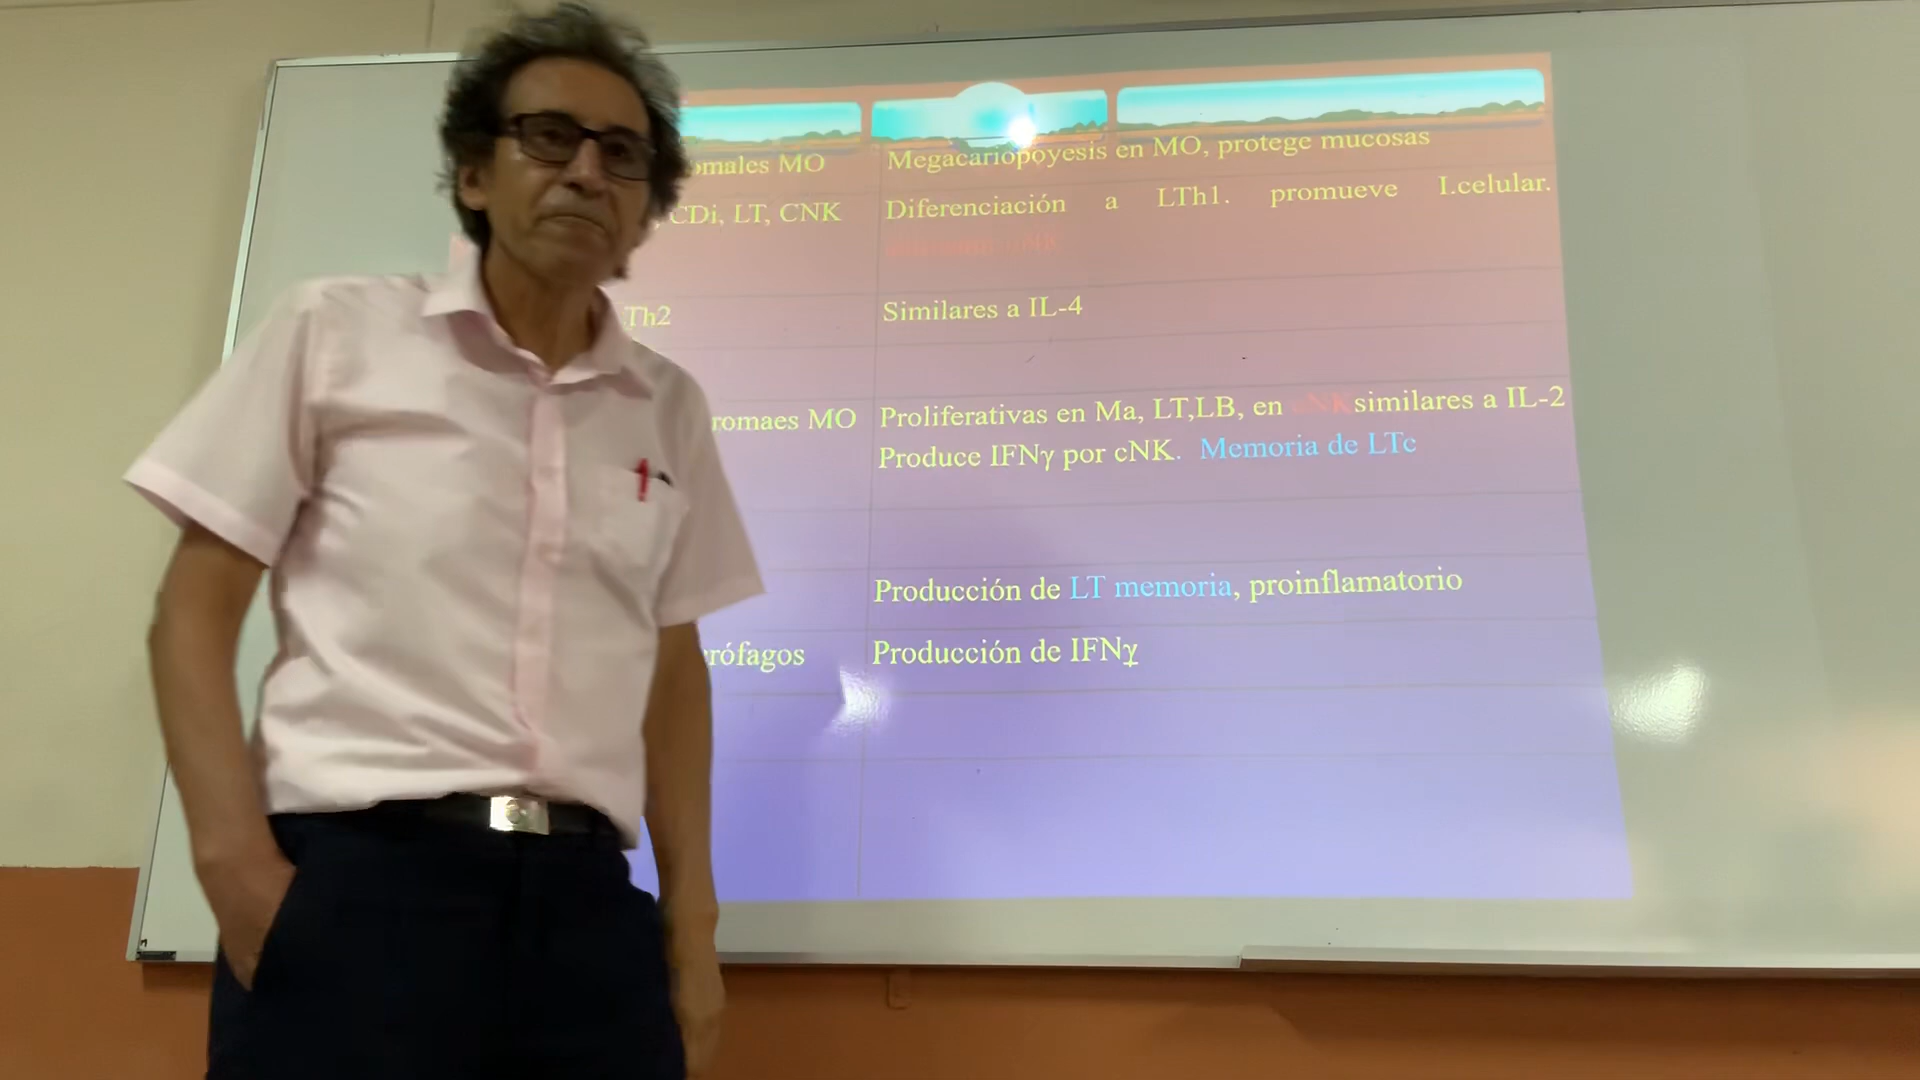 omales MO Megacariopoyesis en MO, protege mucosas
, CDi, LT, CNK Diferenciación a LTh1. promueve I.celular.
Th2 Similares a IL-4
romaes MO Proliferativas en Ma, LT,LB, en cNK similares a IL-2
Produce IFNγ por cNK. Memoria de LTc
Producción de LT memoria, proinflamatorio
rófagos Producción de IFNγ